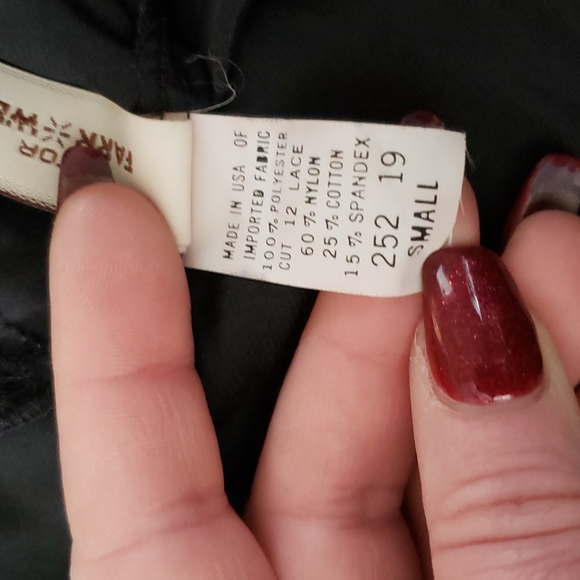 MADE IN USA OF
IMPORTED FABRIC
100% POLYESTER
CUT 12 LACE
60% NYLON
25% COTTON
15% SPANDEX
252 19
SMALL